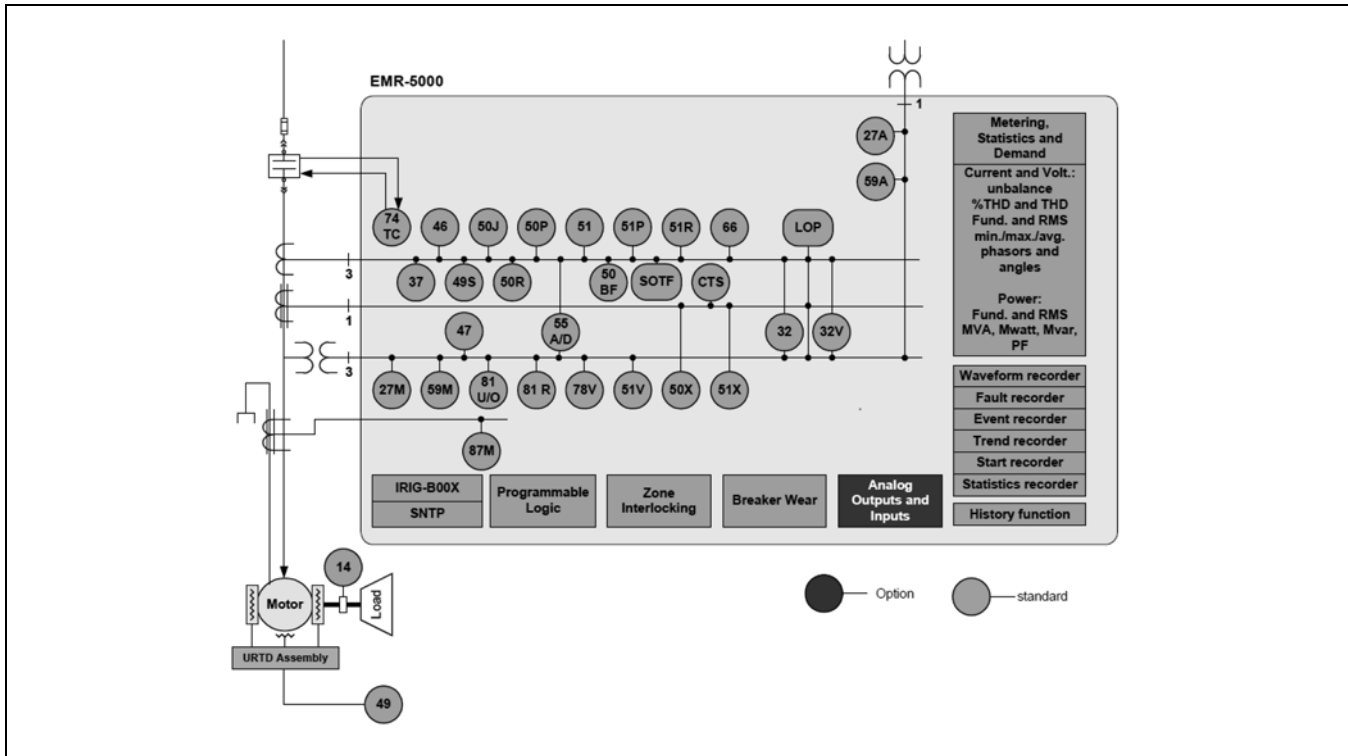 EMR-5000
1
27A
59A
74
TC
46
50J
50P
51
51P
51R
66
LOP
3
37
49S
50R
50
BF
SOTF
CTS
1
47
55
A/D
32
32V
3
27M
59M
81
U/O
81 R
78V
51V
50X
51X
87M
Metering,
Statistics and
Demand
Current and Volt.:
unbalance
%THD and THD
Fund. and RMS
min./max./avg.
phasors and
angles
Power:
Fund. and RMS
MVA, Mwatt, Mvar,
PF
Waveform recorder
Fault recorder
Event recorder
Trend recorder
Start recorder
Statistics recorder
History function
IRIG-B00X
SNTP
Programmable
Logic
Zone
Interlocking
Breaker Wear
Analog
Outputs and
Inputs
14
Motor
Load
URTD Assembly
49
Option
standard